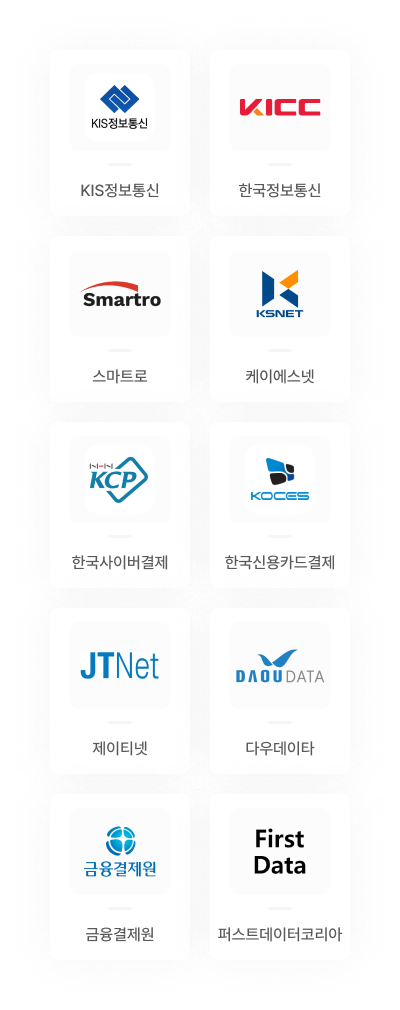 KIS정보통신
KIS정보통신
KICC
한국정보통신
Smartro
스마트로
KSNET
케이에스넷
NHN
KCP
한국사이버결제
KOCES
한국신용카드결제
JTNet
제이티넷
DAOU DATA
다우데이타
금융결제원
금융결제원
First
Data
퍼스트데이터코리아